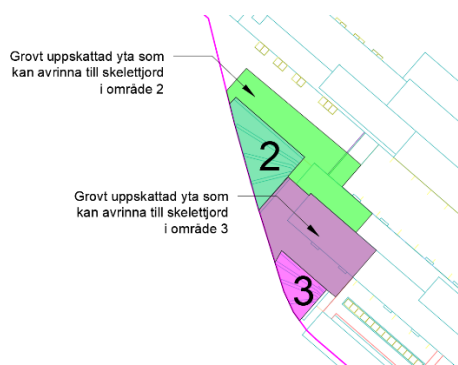 Grovt uppskattad yta som
kan avrinna till skelettjord
i område 2
2
Grovt uppskattad yta som
kan avrinna till skelettjord
i område 3
3